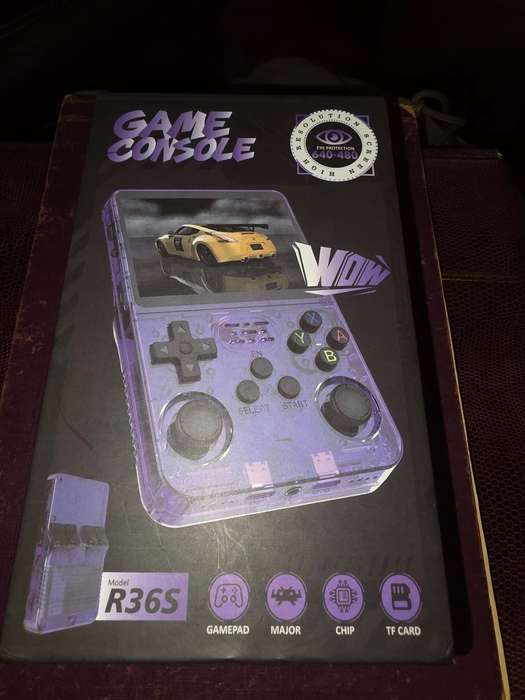 GAME
CONSOLE
HIGH RESOLUTION SCREEN
EYE PROTECTION
640·480
WOW
X
Y
A
B
FN
SELECT
START
Model
R36S
GAMEPAD
MAJOR
CHIP
TF CARD